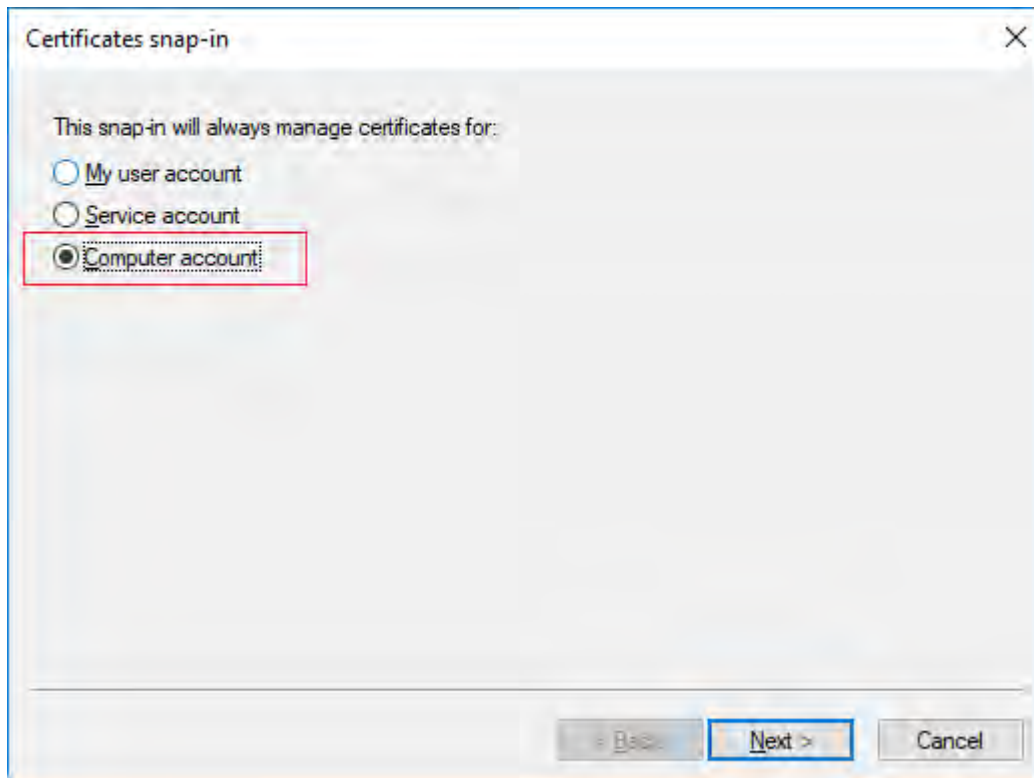 Certificates snap-in
This snap-in will always manage certificates for:
My user account
Service account
Computer account
< Back
Next >
Cancel